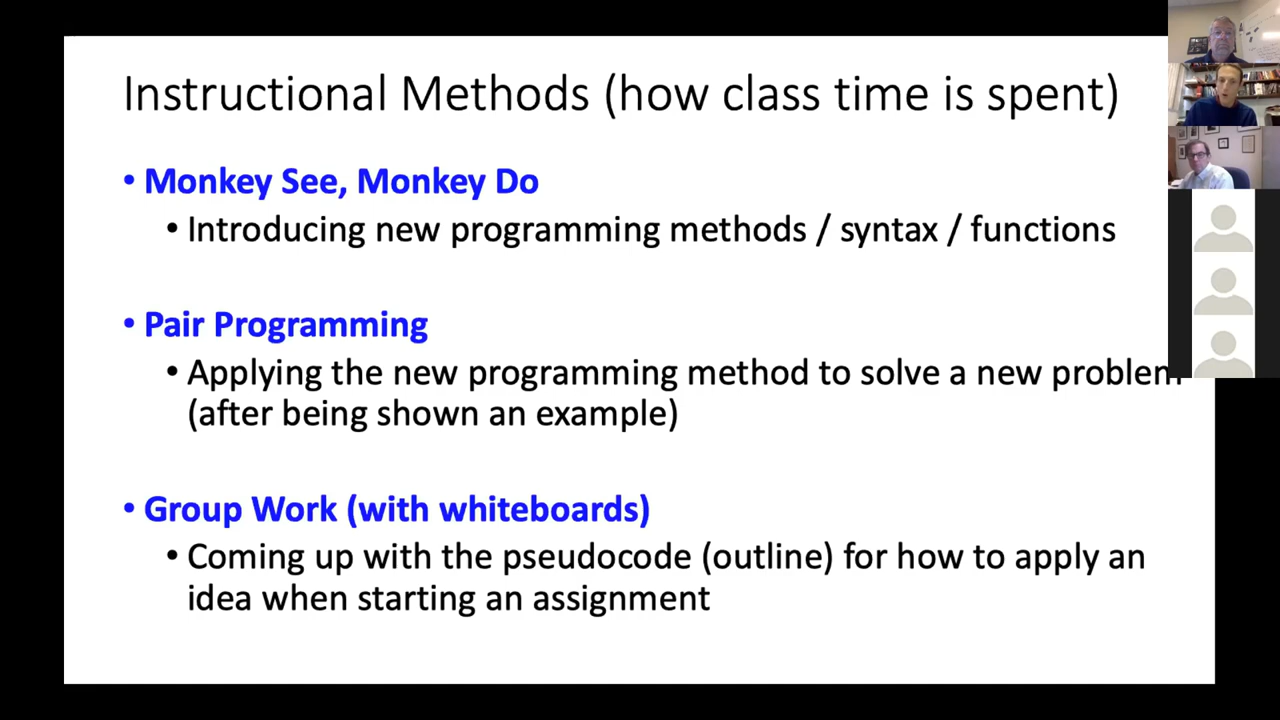 Instructional Methods (how class time is spent)
• Monkey See, Monkey Do
• Introducing new programming methods / syntax / functions
• Pair Programming
• Applying the new programming method to solve a new problem
(after being shown an example)
• Group Work (with whiteboards)
• Coming up with the pseudocode (outline) for how to apply an
idea when starting an assignment